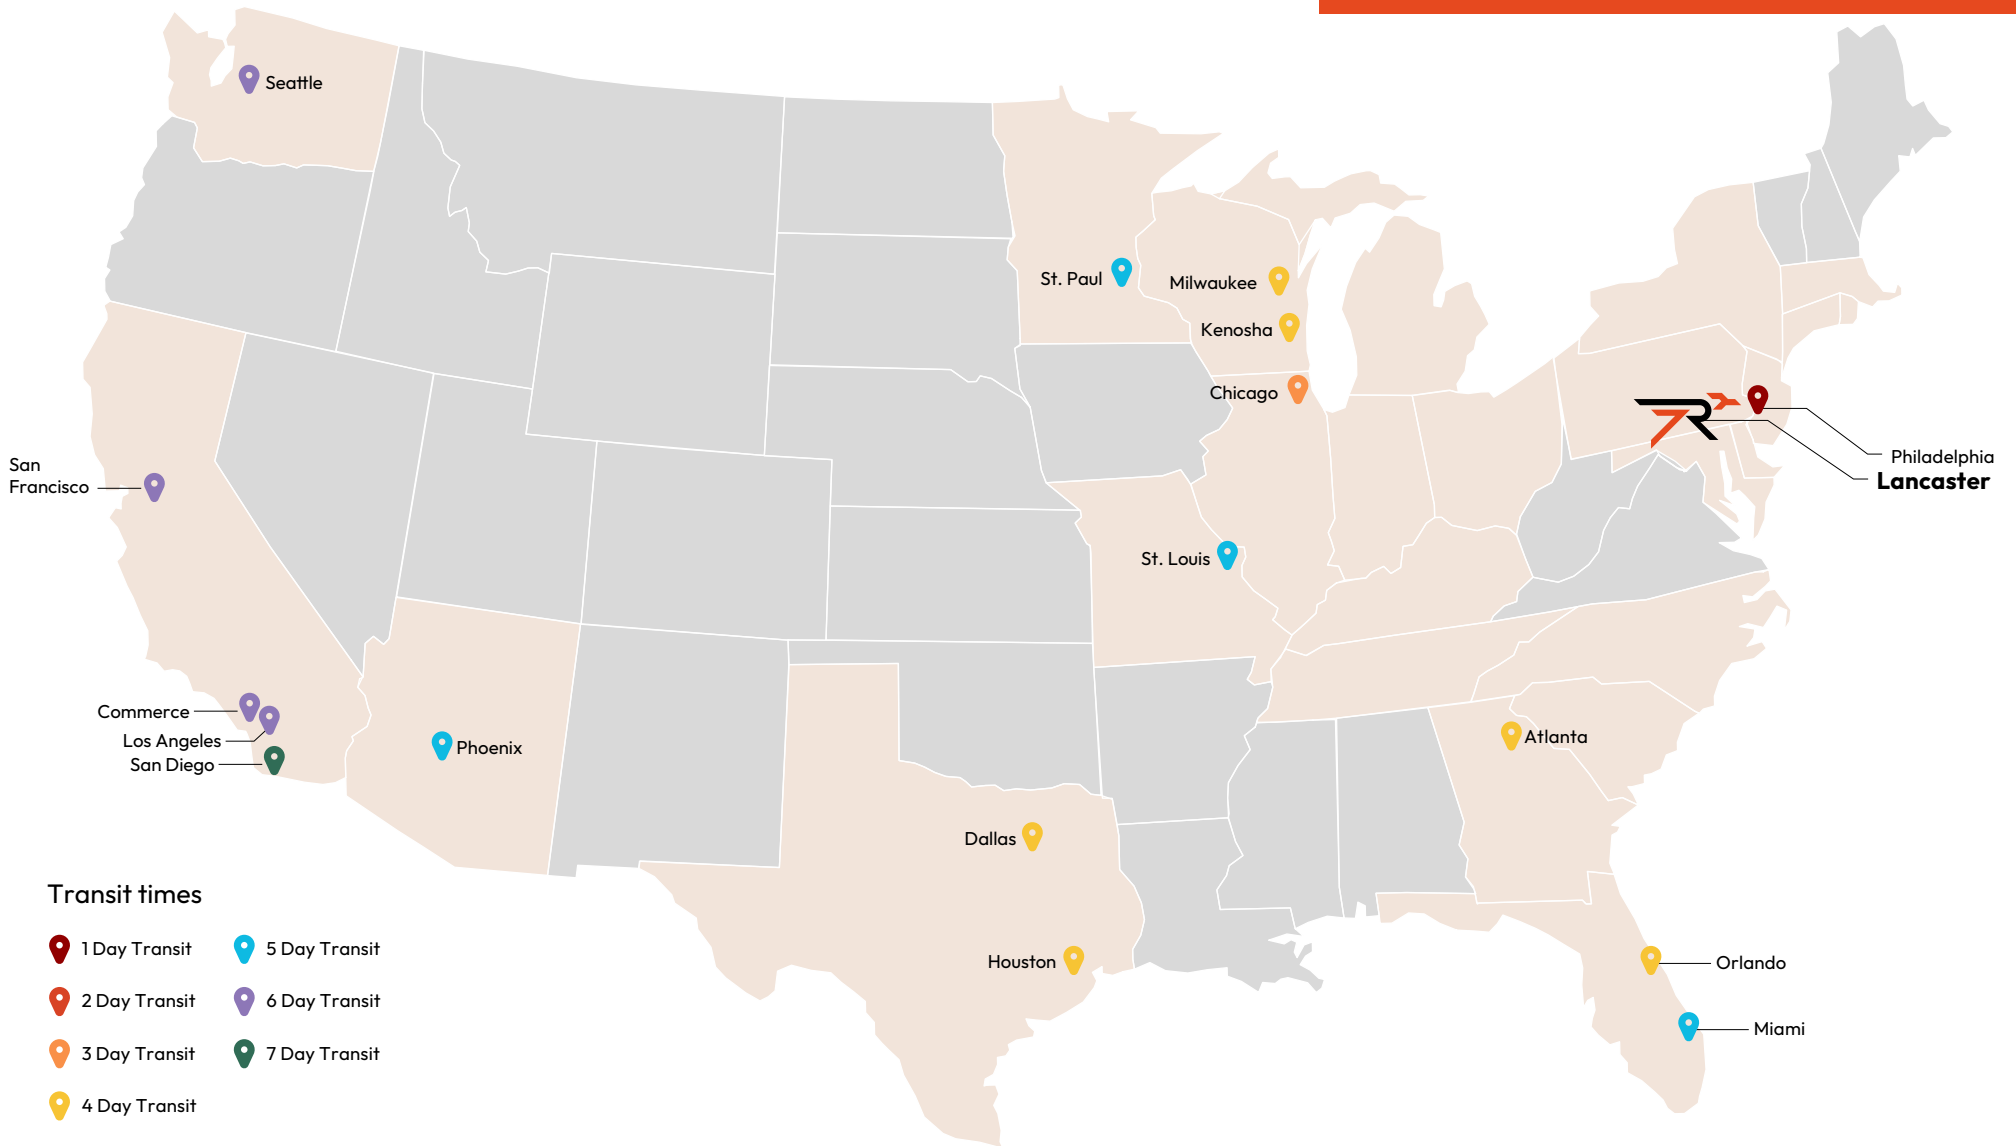 Seattle
St. Paul
Milwaukee
Kenosha
Chicago
Philadelphia
Lancaster
San
Francisco
St. Louis
Commerce
Los Angeles
San Diego
Phoenix
Atlanta
Dallas
Houston
Orlando
Miami
Transit times
1 Day Transit
5 Day Transit
2 Day Transit
6 Day Transit
3 Day Transit
7 Day Transit
4 Day Transit